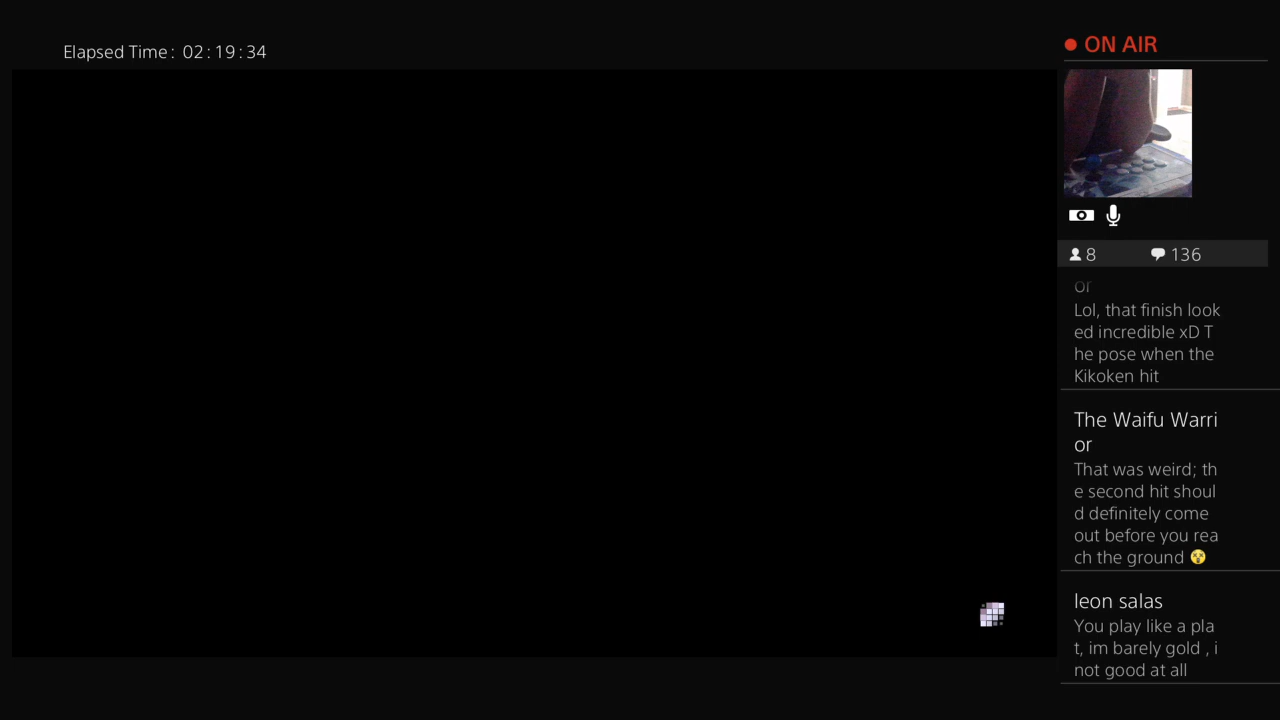 Elapsed Time: 02:19:34
ON AIR
8 136
or
Lol, that finish look
ed incredible xD T
he pose when the
Kikoken hit
The Waifu Warri
or
That was weird; th
e second hit shoul
d definitely come
out before you rea
ch the ground 😵
leon salas
You play like a pla
t, im barely gold , i
not good at all